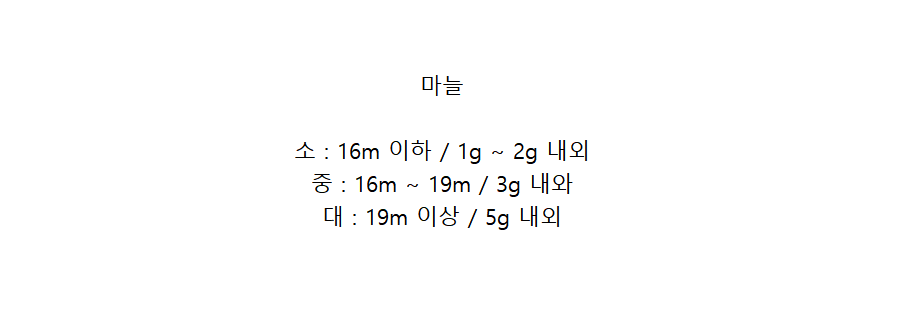 마늘
소 : 16m 이하 / 1g ~ 2g 내외
중 : 16m ~ 19m / 3g 내와
대 : 19m 이상 / 5g 내외